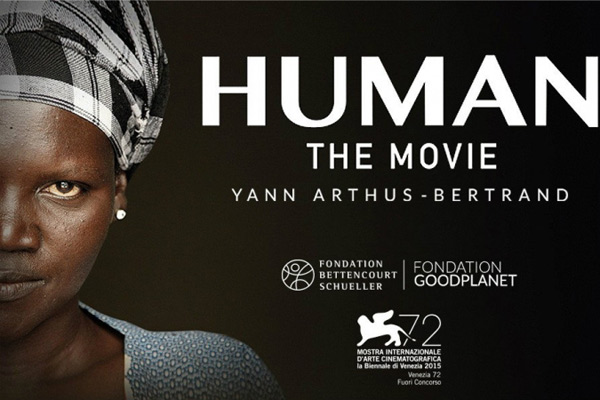 HUMAN
THE MOVIE
YANN ARTHUS-BERTRAND
FONDATION
BETTENCOURT
SCHUELLER
FONDATION
GOODPLANET
72
MOSTRA INTERNAZIONALE
D'ARTE CINEMATOGRAFICA
la Biennale di Venezia 2015
Venezia 72
Fuori Concorso